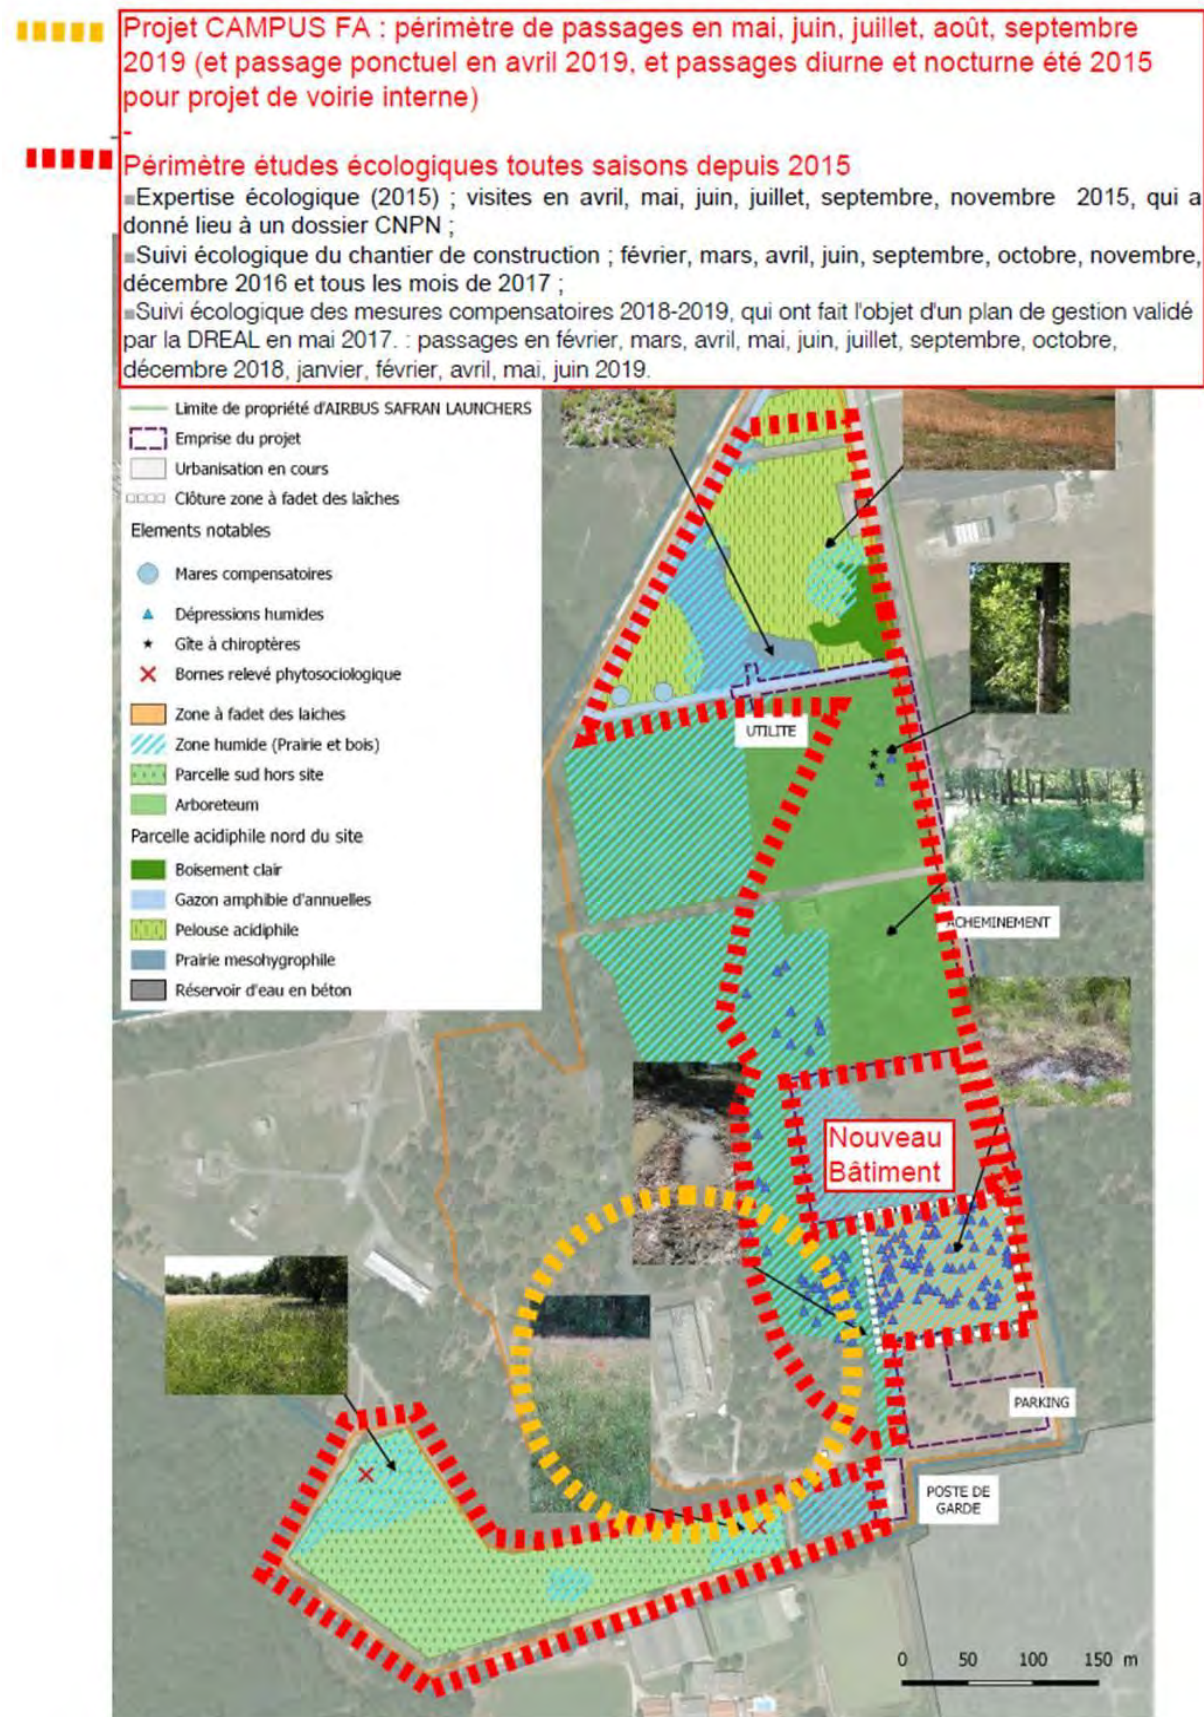 Projet CAMPUS FA : périmètre de passages en mai, juin, juillet, août, septembre
2019 (et passage ponctuel en avril 2019, et passages diurne et nocturne été 2015
pour projet de voirie interne)
-
Périmètre études écologiques toutes saisons depuis 2015
Expertise écologique (2015) ; visites en avril, mai, juin, juillet, septembre, novembre 2015, qui a
donné lieu à un dossier CNPN ;
Suivi écologique du chantier de construction ; février, mars, avril, juin, septembre, octobre, novembre,
décembre 2016 et tous les mois de 2017 ;
Suivi écologique des mesures compensatoires 2018-2019, qui ont fait l'objet d'un plan de gestion validé
par la DREAL en mai 2017. : passages en février, mars, avril, mai, juin, juillet, septembre, octobre,
décembre 2018, janvier, février, avril, mai, juin 2019.
Limite de propriété d'AIRBUS SAFRAN LAUNCHERS
Emprise du projet
Urbanisation en cours
Clôture zone à fadet des laîches
Elements notables
Mares compensatoires
Dépressions humides
Gîte à chiroptères
Bornes relevé phytosociologique
Zone à fadet des laiches
Zone humide (Prairie et bois)
Parcelle sud hors site
Arboreteum
Parcelle acidiphile nord du site
Boisement clair
Gazon amphibie d'annuelles
Pelouse acidiphile
Prairie mesohygrophile
Réservoir d'eau en béton
UTILITE
ACHEMINEMENT
Nouveau
Bâtiment
PARKING
POSTE DE
GARDE
0 50 100 150 m